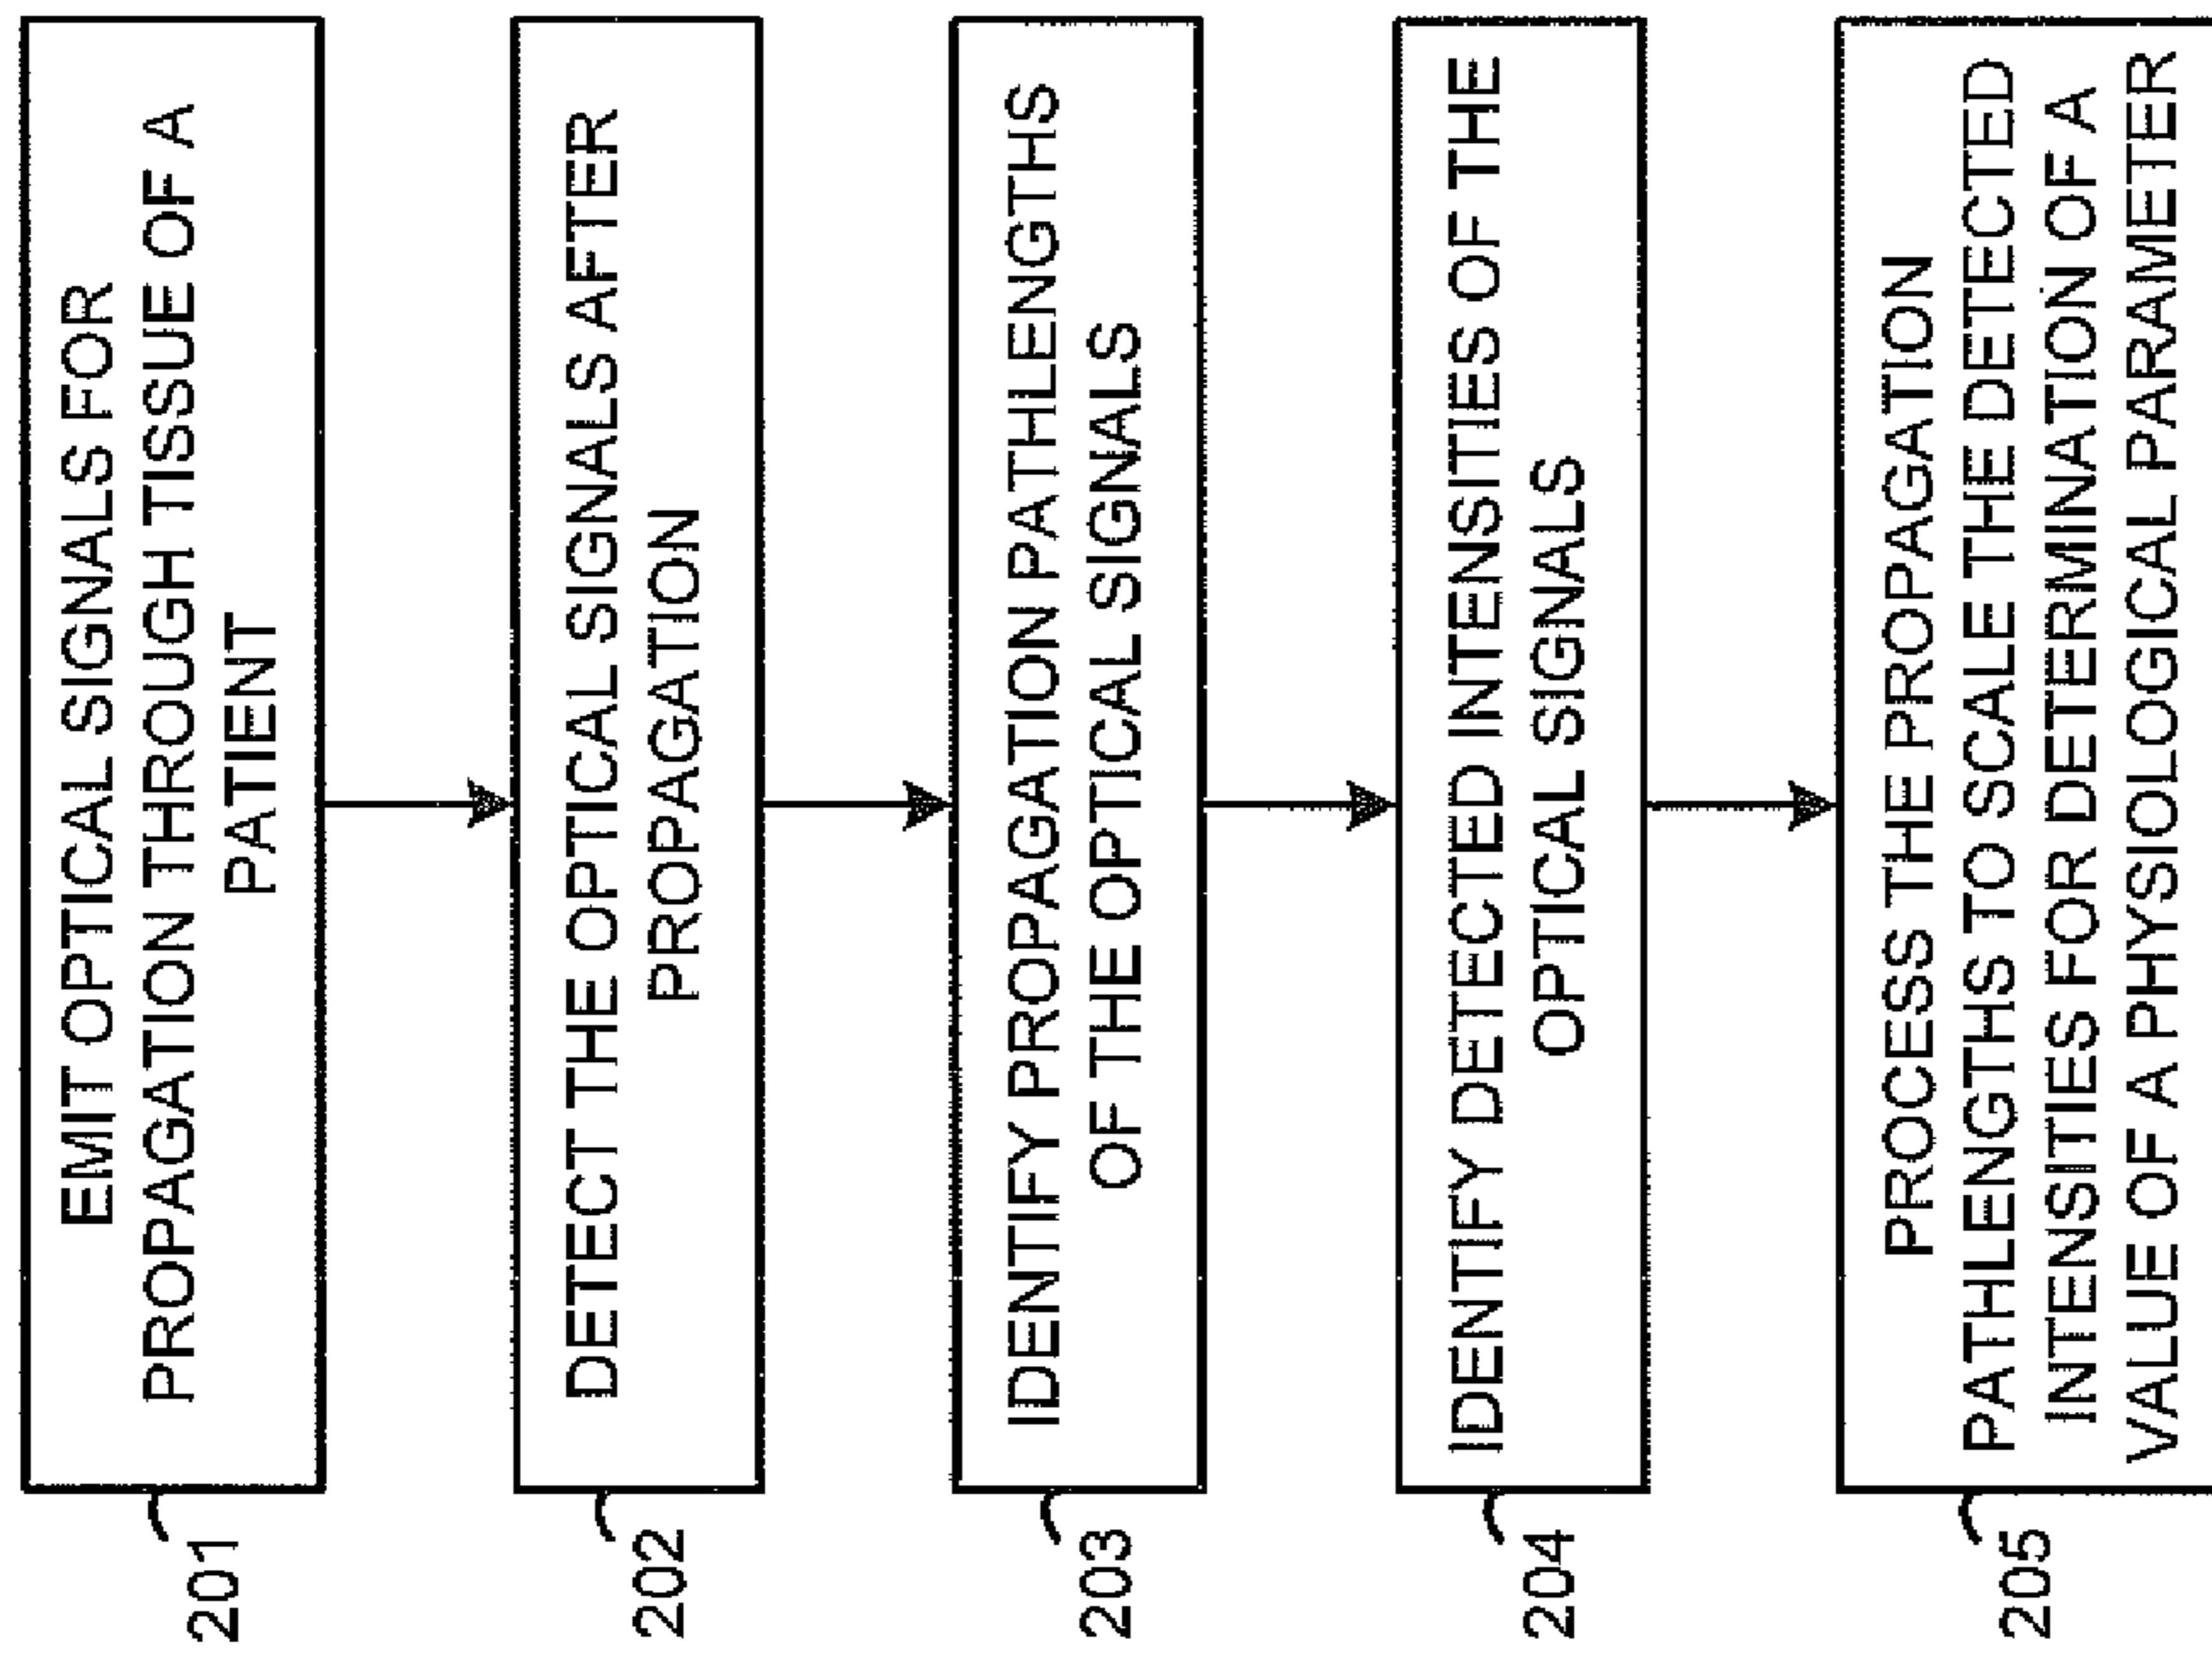 201
EMIT OPTICAL SIGNALS FOR
PROPAGATION THROUGH TISSUE OF A
PATIENT
202
DETECT THE OPTICAL SIGNALS AFTER
PROPAGATION
203
IDENTIFY PROPAGATION PATHLENGTHS
OF THE OPTICAL SIGNALS
204
IDENTIFY DETECTED INTENSITIES OF THE
OPTICAL SIGNALS
205
PROCESS THE PROPAGATION
PATHLENGTHS TO SCALE THE DETECTED
INTENSITIES FOR DETERMINATION OF A
VALUE OF A PHYSIOLOGICAL PARAMETER